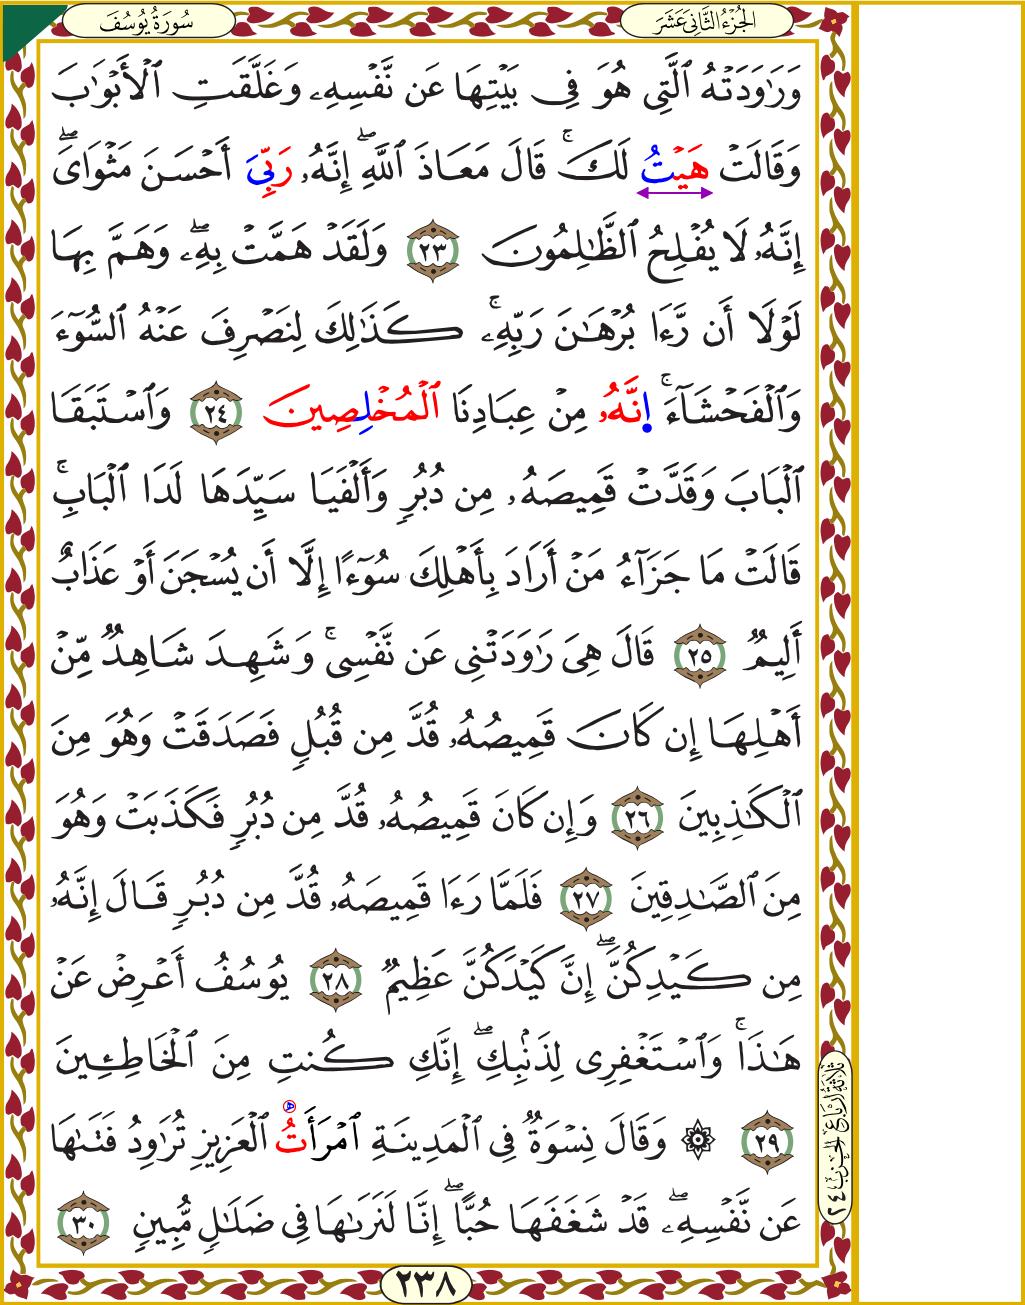 الجُزْءُ الثَّانِي عَشَرَ
سُورَةُ يُوسُفَ
وَرَٰوَدَتْهُ ٱلَّتِى هُوَ فِى بَيْتِهَا عَن نَّفْسِهِۦ وَغَلَّقَتِ ٱلْأَبْوَٰبَ
وَقَالَتْ هَيْتُ لَكَ ۚ قَالَ مَعَاذَ ٱللَّهِ ۖ إِنَّهُۥ رَبِّىَ أَحْسَنَ مَثْوَاىَ ۖ
إِنَّهُۥ لَا يُفْلِحُ ٱلظَّٰلِمُونَ ٢٣ وَلَقَدْ هَمَّتْ بِهِۦ ۖ وَهَمَّ بِهَا
لَوْلَآ أَن رَّءَا بُرْهَٰنَ رَبِّهِۦ ۚ كَذَٰلِكَ لِنَصْرِفَ عَنْهُ ٱلسُّوٓءَ
وَٱلْفَحْشَآءَ ۚ إِنَّهُۥ مِنْ عِبَادِنَا ٱلْمُخْلِصِينَ ٢٤ وَٱسْتَبَقَا
ٱلْبَابَ وَقَدَّتْ قَمِيصَهُۥ مِن دُبُرٍ وَأَلْفَيَا سَيِّدَهَا لَدَا ٱلْبَابِ ۚ
قَالَتْ مَا جَزَآءُ مَنْ أَرَادَ بِأَهْلِكَ سُوٓءًا إِلَّآ أَن يُسْجَنَ أَوْ عَذَابٌ
أَلِيمٌ ٢٥ قَالَ هِىَ رَٰوَدَتْنِى عَن نَّفْسِى ۚ وَشَهِدَ شَاهِدٌ مِّنْ
أَهْلِهَآ إِن كَانَ قَمِيصُهُۥ قُدَّ مِن قُبُلٍ فَصَدَقَتْ وَهُوَ مِنَ
ٱلْكَٰذِبِينَ ٢٦ وَإِن كَانَ قَمِيصُهُۥ قُدَّ مِن دُبُرٍ فَكَذَبَتْ وَهُوَ
مِنَ ٱلصَّٰدِقِينَ ٢٧ فَلَمَّا رَءَا قَمِيصَهُۥ قُدَّ مِن دُبُرٍ قَالَ إِنَّهُۥ
مِن كَيْدِكُنَّ ۖ إِنَّ كَيْدَكُنَّ عَظِيمٌ ٢٨ يُوسُفُ أَعْرِضْ عَنْ
هَٰذَا ۚ وَٱسْتَغْفِرِى لِذَنۢبِكِ ۖ إِنَّكِ كُنتِ مِنَ ٱلْخَاطِـِٔينَ
٢٩ ۞ وَقَالَ نِسْوَةٌ فِى ٱلْمَدِينَةِ ٱمْرَأَتُ ٱلْعَزِيزِ تُرَٰوِدُ فَتَىٰهَا
عَن نَّفْسِهِۦ ۖ قَدْ شَغَفَهَا حُبًّا ۖ إِنَّا لَنَرَىٰهَا فِى ضَلَٰلٍ مُّبِينٍ ٣٠
ثلاثة أرباع الحزب ٢٤
٢٣٨